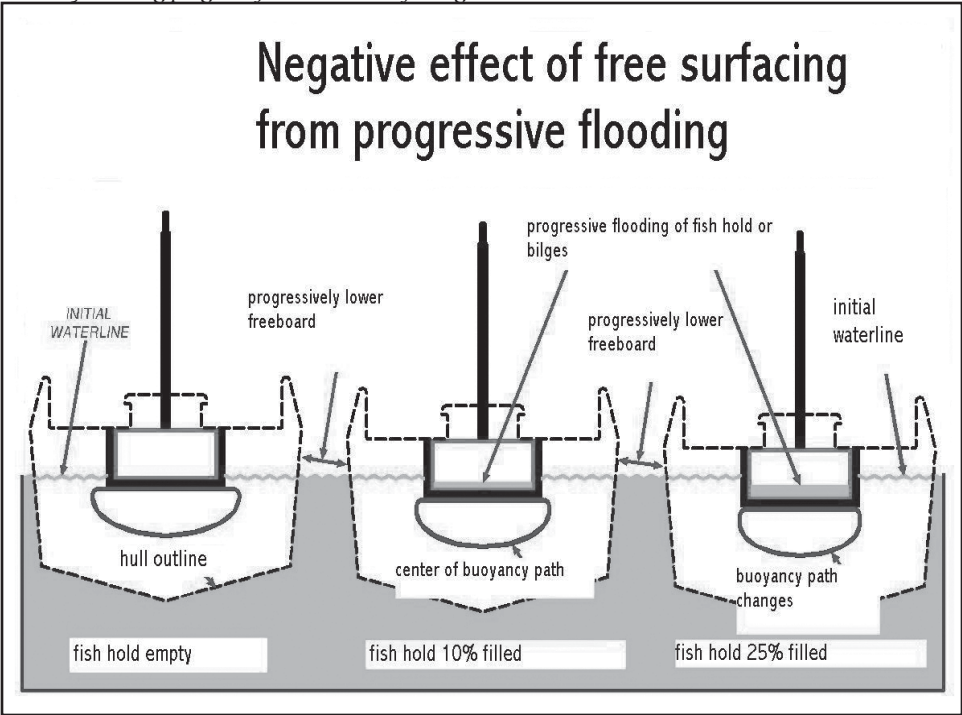 Negative effect of free surfacing
from progressive flooding
progressive flooding of fish hold or
bilges
INITIAL
WATERLINE
progressively lower
freeboard
progressively lower
freeboard
initial
waterline
hull outline
center of buoyancy path
buoyancy path
changes
fish hold empty
fish hold 10% filled
fish hold 25% filled